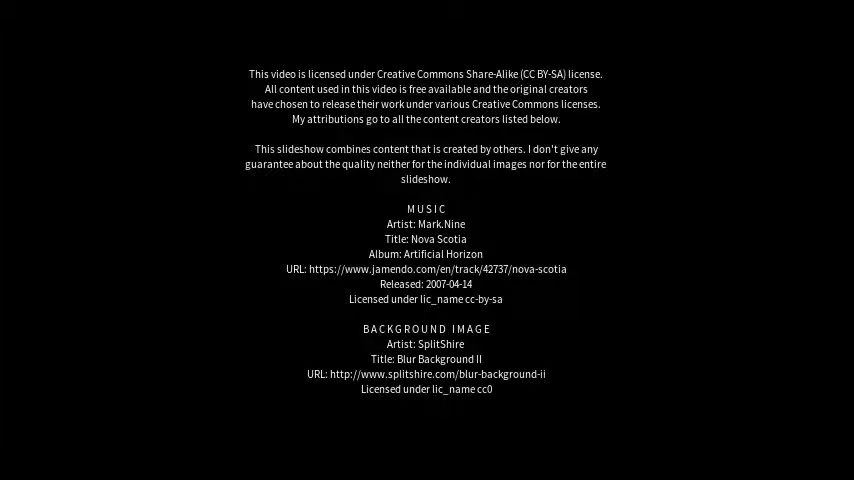 This video is licensed under Creative Commons Share-Alike (CC BY-SA) license.
All content used in this video is free available and the original creators
have chosen to release their work under various Creative Commons licenses.
My attributions go to all the content creators listed below.
This slideshow combines content that is created by others. I don't give any
guarantee about the quality neither for the individual images nor for the entire
slideshow.
MUSIC
Artist: Mark.Nine
Title: Nova Scotia
Album: Artificial Horizon
URL: https://www.jamendo.com/en/track/42737/nova-scotia
Released: 2007-04-14
Licensed under lic_name cc-by-sa
BACKGROUND IMAGE
Artist: SplitShire
Title: Blur Background II
URL: http://www.splitshire.com/blur-background-ii
Licensed under lic_name cc0